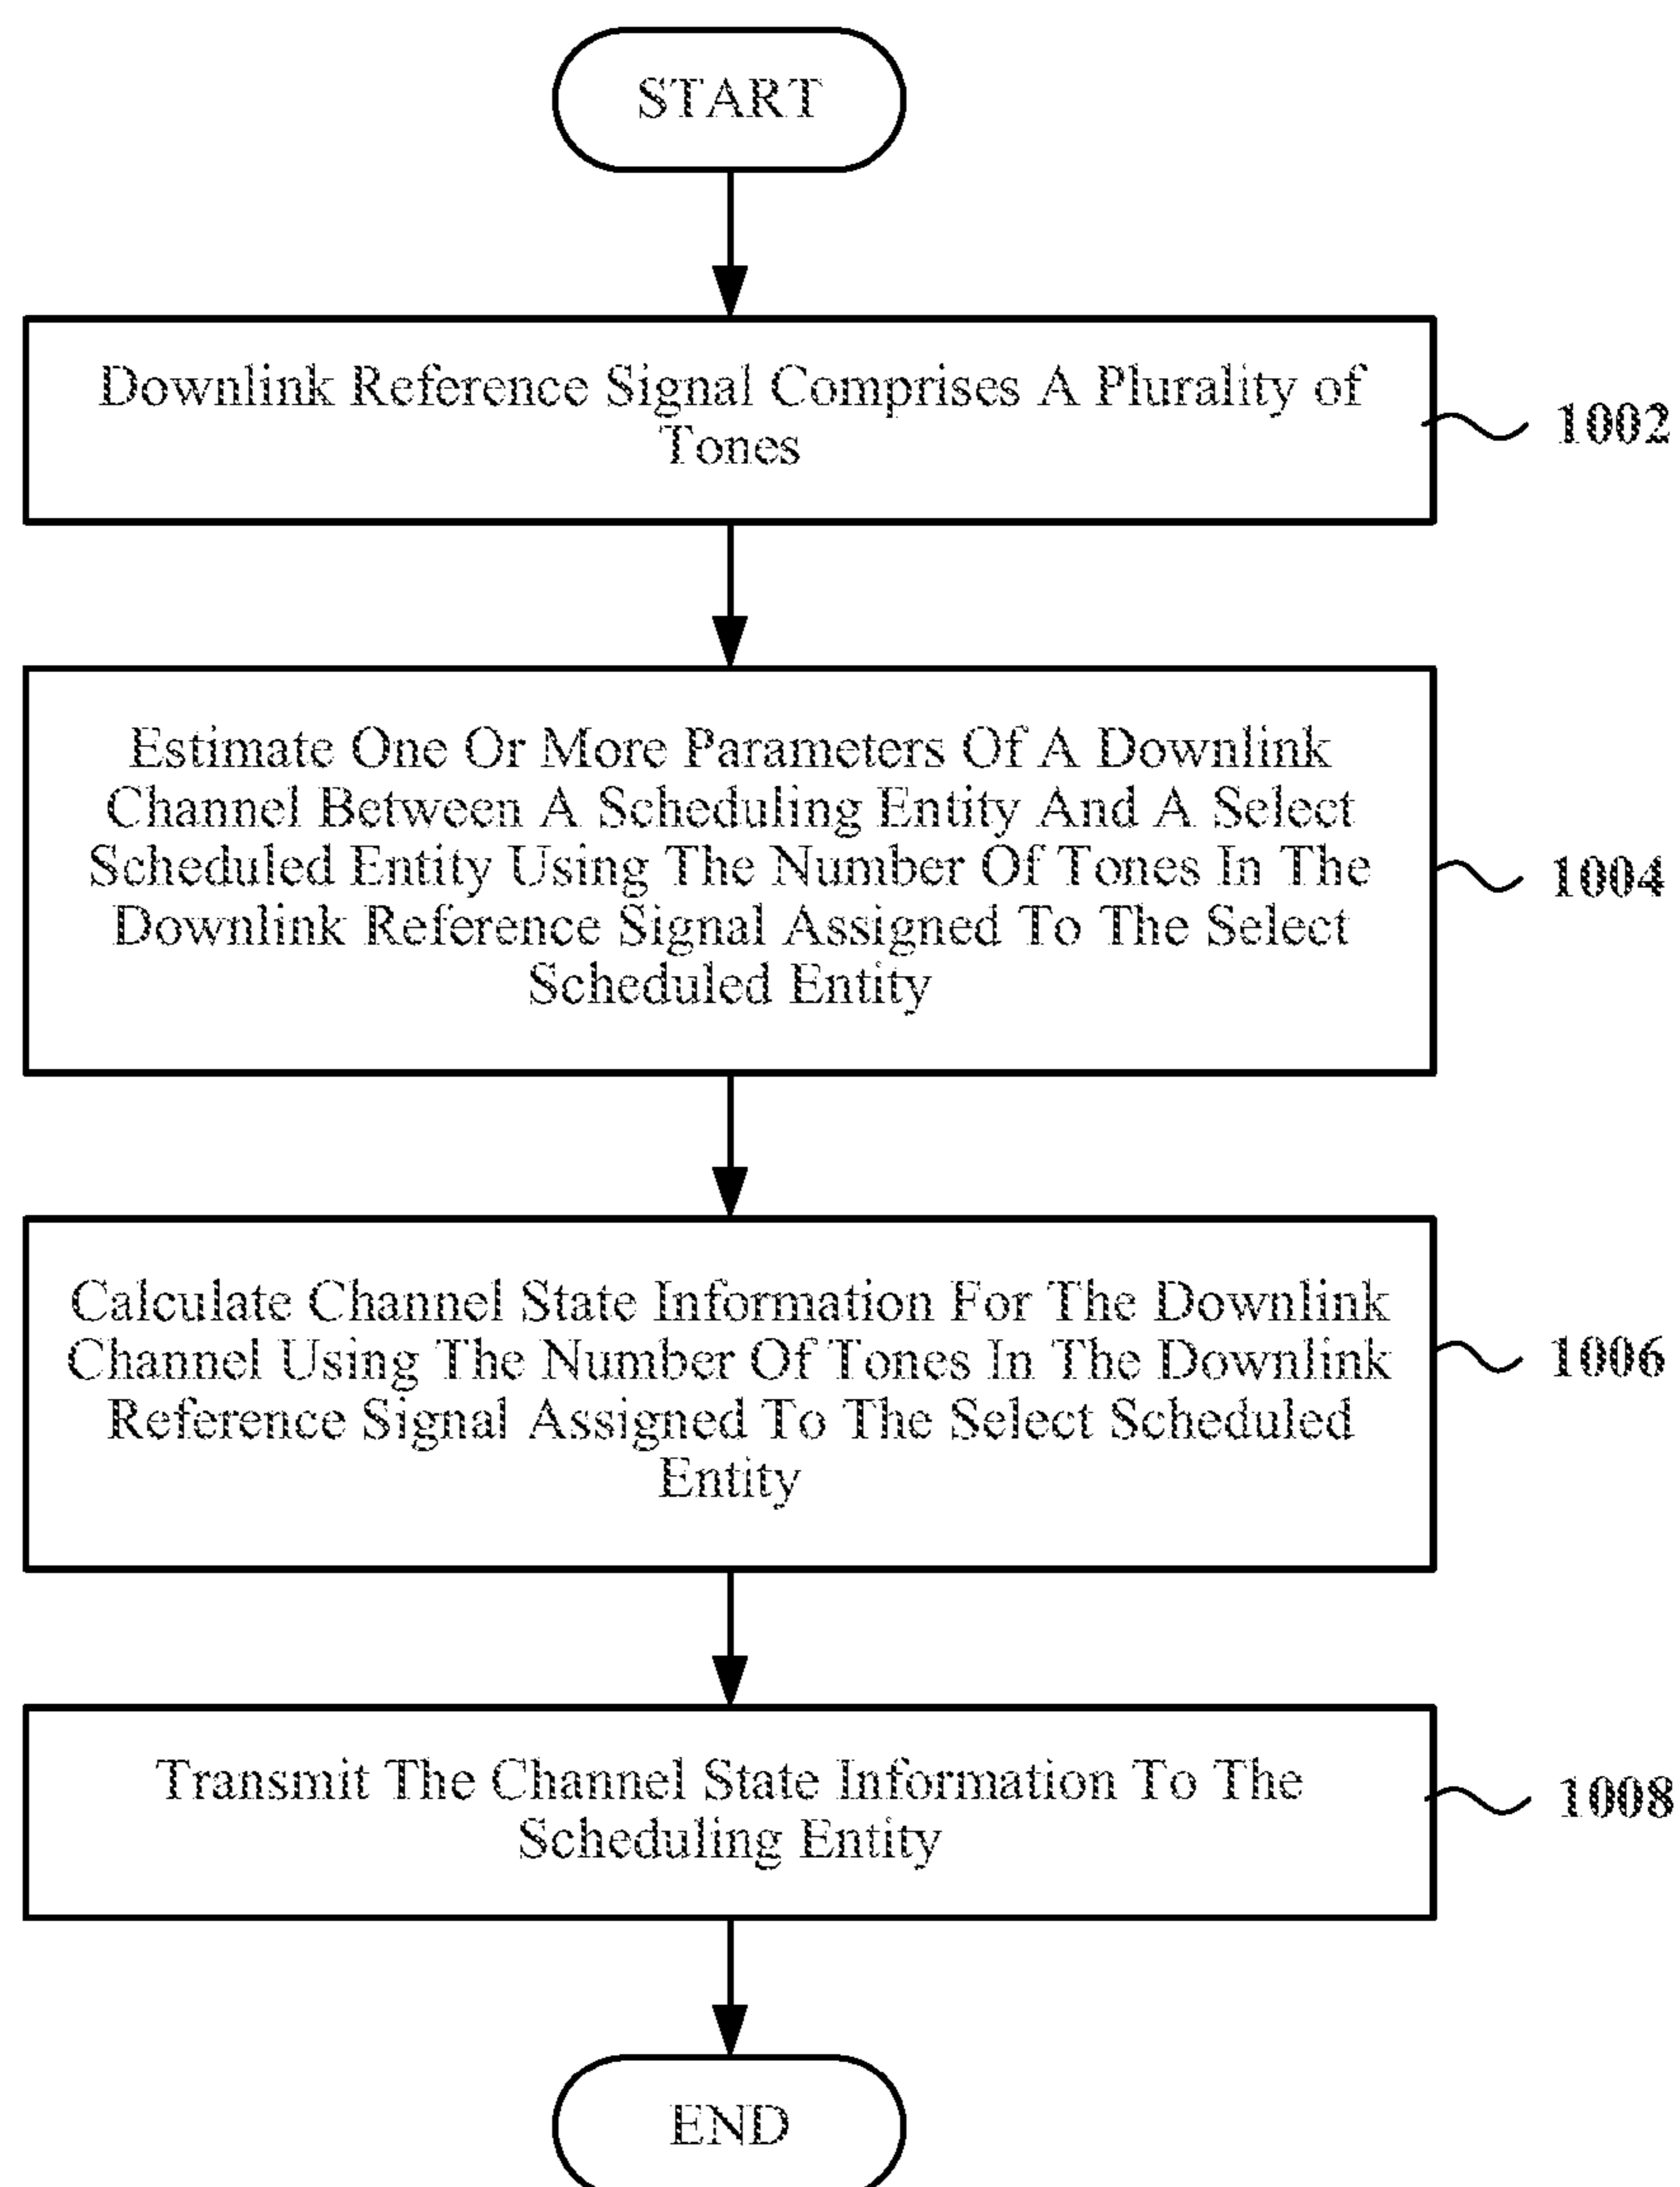 START
Downlink Reference Signal Comprises A Plurality of
Tones
1002
Estimate One Or More Parameters Of A Downlink
Channel Between A Scheduling Entity And A Select
Scheduled Entity Using The Number Of Tones In The
Downlink Reference Signal Assigned To The Select
Scheduled Entity
1004
Calculate Channel State Information For The Downlink
Channel Using The Number Of Tones In The Downlink
Reference Signal Assigned To The Select Scheduled
Entity
1006
Transmit The Channel State Information To The
Scheduling Entity
1008
END